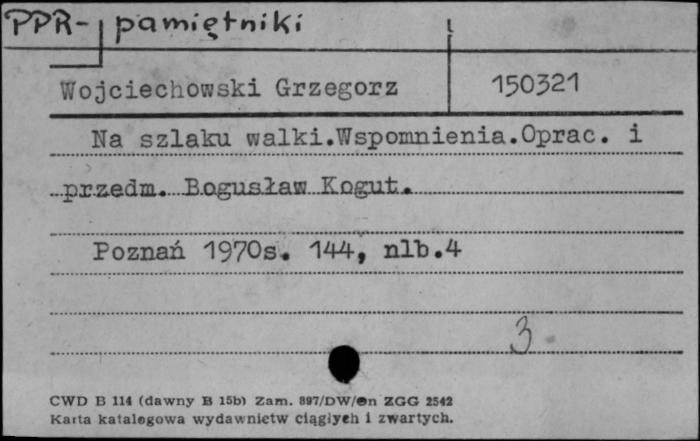 PPR- pamiętniki
Wojciechowski Grzegorz 150321
Na szlaku walki.Wspomnienia.Oprac. i
przedm. Bogusław Kogut.
Poznań 1970s. 144, nlb.4
3
CWD B 114 (dawny B 15b) Zam. 897/DW/en ZGG 2542
Karta katalogowa wydawnictw ciągłych i zwartych.